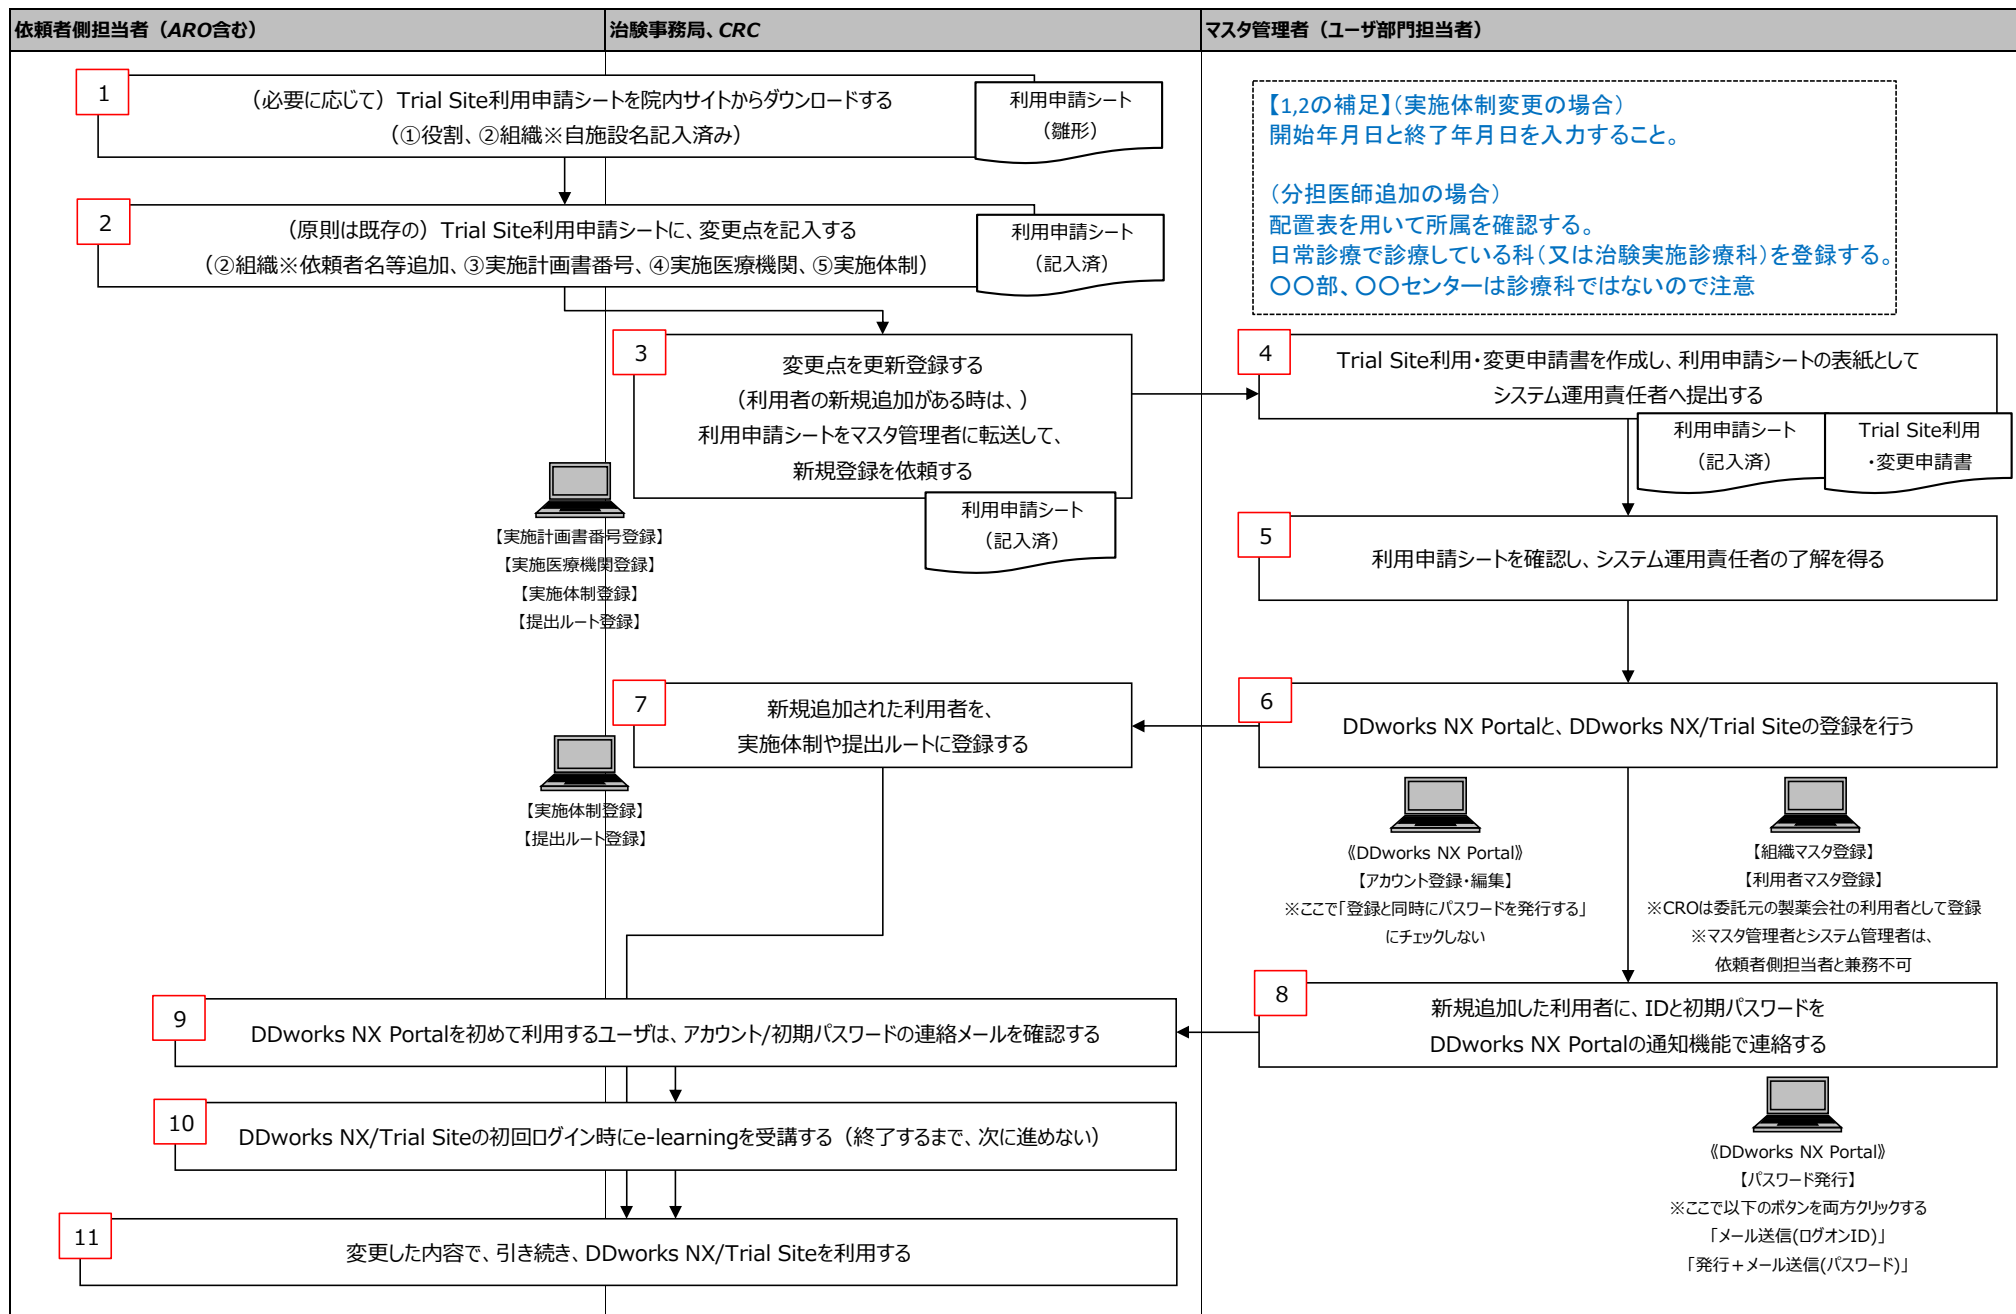 依頼者側担当者（ARO含む）
治験事務局、CRC
マスタ管理者（ユーザ部門担当者）
1
（必要に応じて）Trial Site利用申請シートを院内サイトからダウンロードする
（①役割、②組織※自施設名記入済み）
利用申請シート
（雛形）
【1,2の補足】（実施体制変更の場合）
開始年月日と終了年月日を入力すること。
（分担医師追加の場合）
配置表を用いて所属を確認する。
日常診療で診療している科（又は治験実施診療科）を登録する。
〇〇部、〇〇センターは診療科ではないので注意
2
（原則は既存の）Trial Site利用申請シートに、変更点を記入する
（②組織※依頼者名等追加、③実施計画書番号、④実施医療機関、⑤実施体制）
利用申請シート
（記入済）
3
変更点を更新登録する
（利用者の新規追加がある時は、）
利用申請シートをマスタ管理者に転送して、
新規登録を依頼する
利用申請シート
（記入済）
【実施計画書番号登録】
【実施医療機関登録】
【実施体制登録】
【提出ルート登録】
4
Trial Site利用・変更申請書を作成し、利用申請シートの表紙として
システム運用責任者へ提出する
利用申請シート
（記入済）
Trial Site利用
・変更申請書
5
利用申請シートを確認し、システム運用責任者の了解を得る
6
DDworks NX Portalと、DDworks NX/Trial Siteの登録を行う
7
新規追加された利用者を、
実施体制や提出ルートに登録する
【実施体制登録】
【提出ルート登録】
《DDworks NX Portal》
【アカウント登録・編集】
※ここで「登録と同時にパスワードを発行する」
にチェックしない
【組織マスタ登録】
【利用者マスタ登録】
※CROは委託元の製薬会社の利用者として登録
※マスタ管理者とシステム管理者は、
依頼者側担当者と兼務不可
8
新規追加した利用者に、IDと初期パスワードを
DDworks NX Portalの通知機能で連絡する
《DDworks NX Portal》
【パスワード発行】
※ここで以下のボタンを両方クリックする
「メール送信(ログオンID)」
「発行＋メール送信(パスワード)」
9
DDworks NX Portalを初めて利用するユーザは、アカウント/初期パスワードの連絡メールを確認する
10
DDworks NX/Trial Siteの初回ログイン時にe-learningを受講する（終了するまで、次に進めない）
11
変更した内容で、引き続き、DDworks NX/Trial Siteを利用する